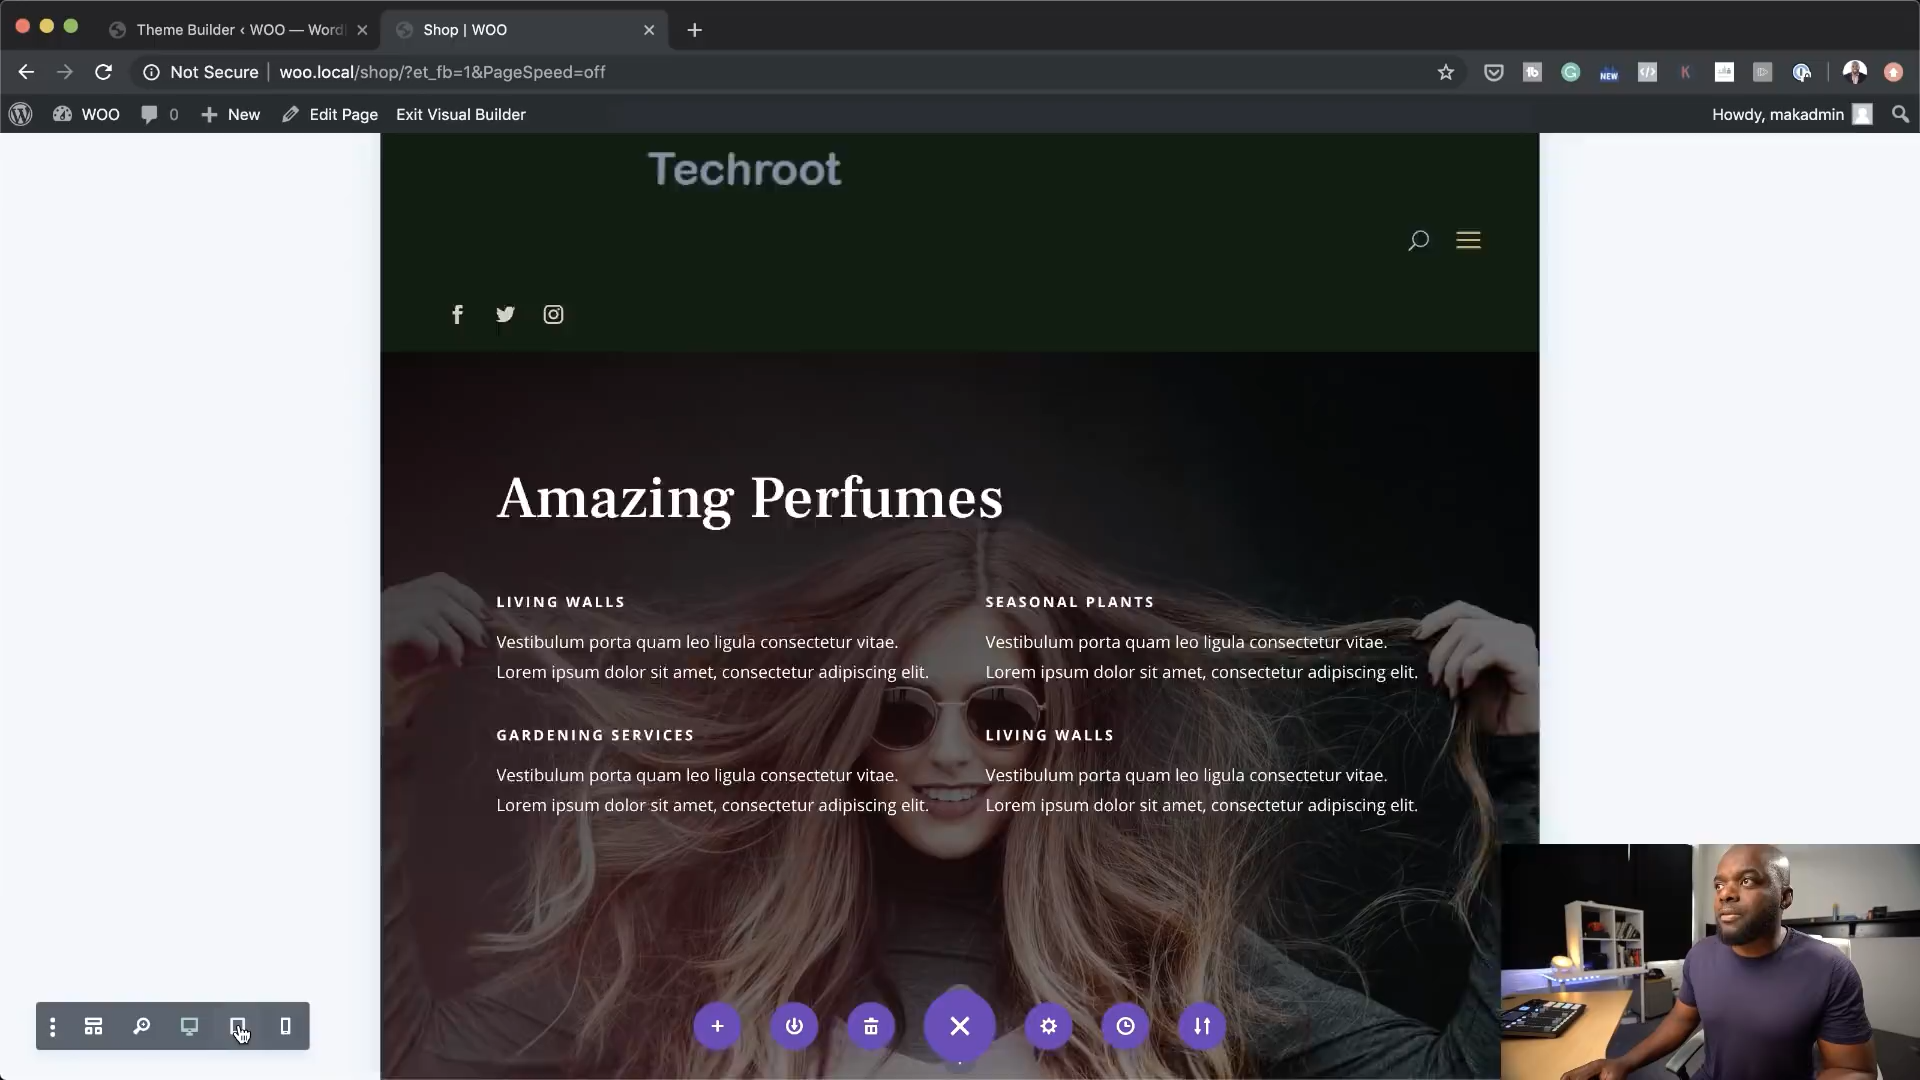 Theme Builder ‹ WOO — Word
Shop | WOO
Not Secure
woo.local/shop/?et_fb=1&PageSpeed=off
NEW
WOO
0
New
Edit Page
Exit Visual Builder
Howdy, makadmin
Techroot
Amazing Perfumes
LIVING WALLS
Vestibulum porta quam leo ligula consectetur vitae.
Lorem ipsum dolor sit amet, consectetur adipiscing elit.
SEASONAL PLANTS
Vestibulum porta quam leo ligula consectetur vitae.
Lorem ipsum dolor sit amet, consectetur adipiscing elit.
GARDENING SERVICES
Vestibulum porta quam leo ligula consectetur vitae.
Lorem ipsum dolor sit amet, consectetur adipiscing elit.
LIVING WALLS
Vestibulum porta quam leo ligula consectetur vitae.
Lorem ipsum dolor sit amet, consectetur adipiscing elit.